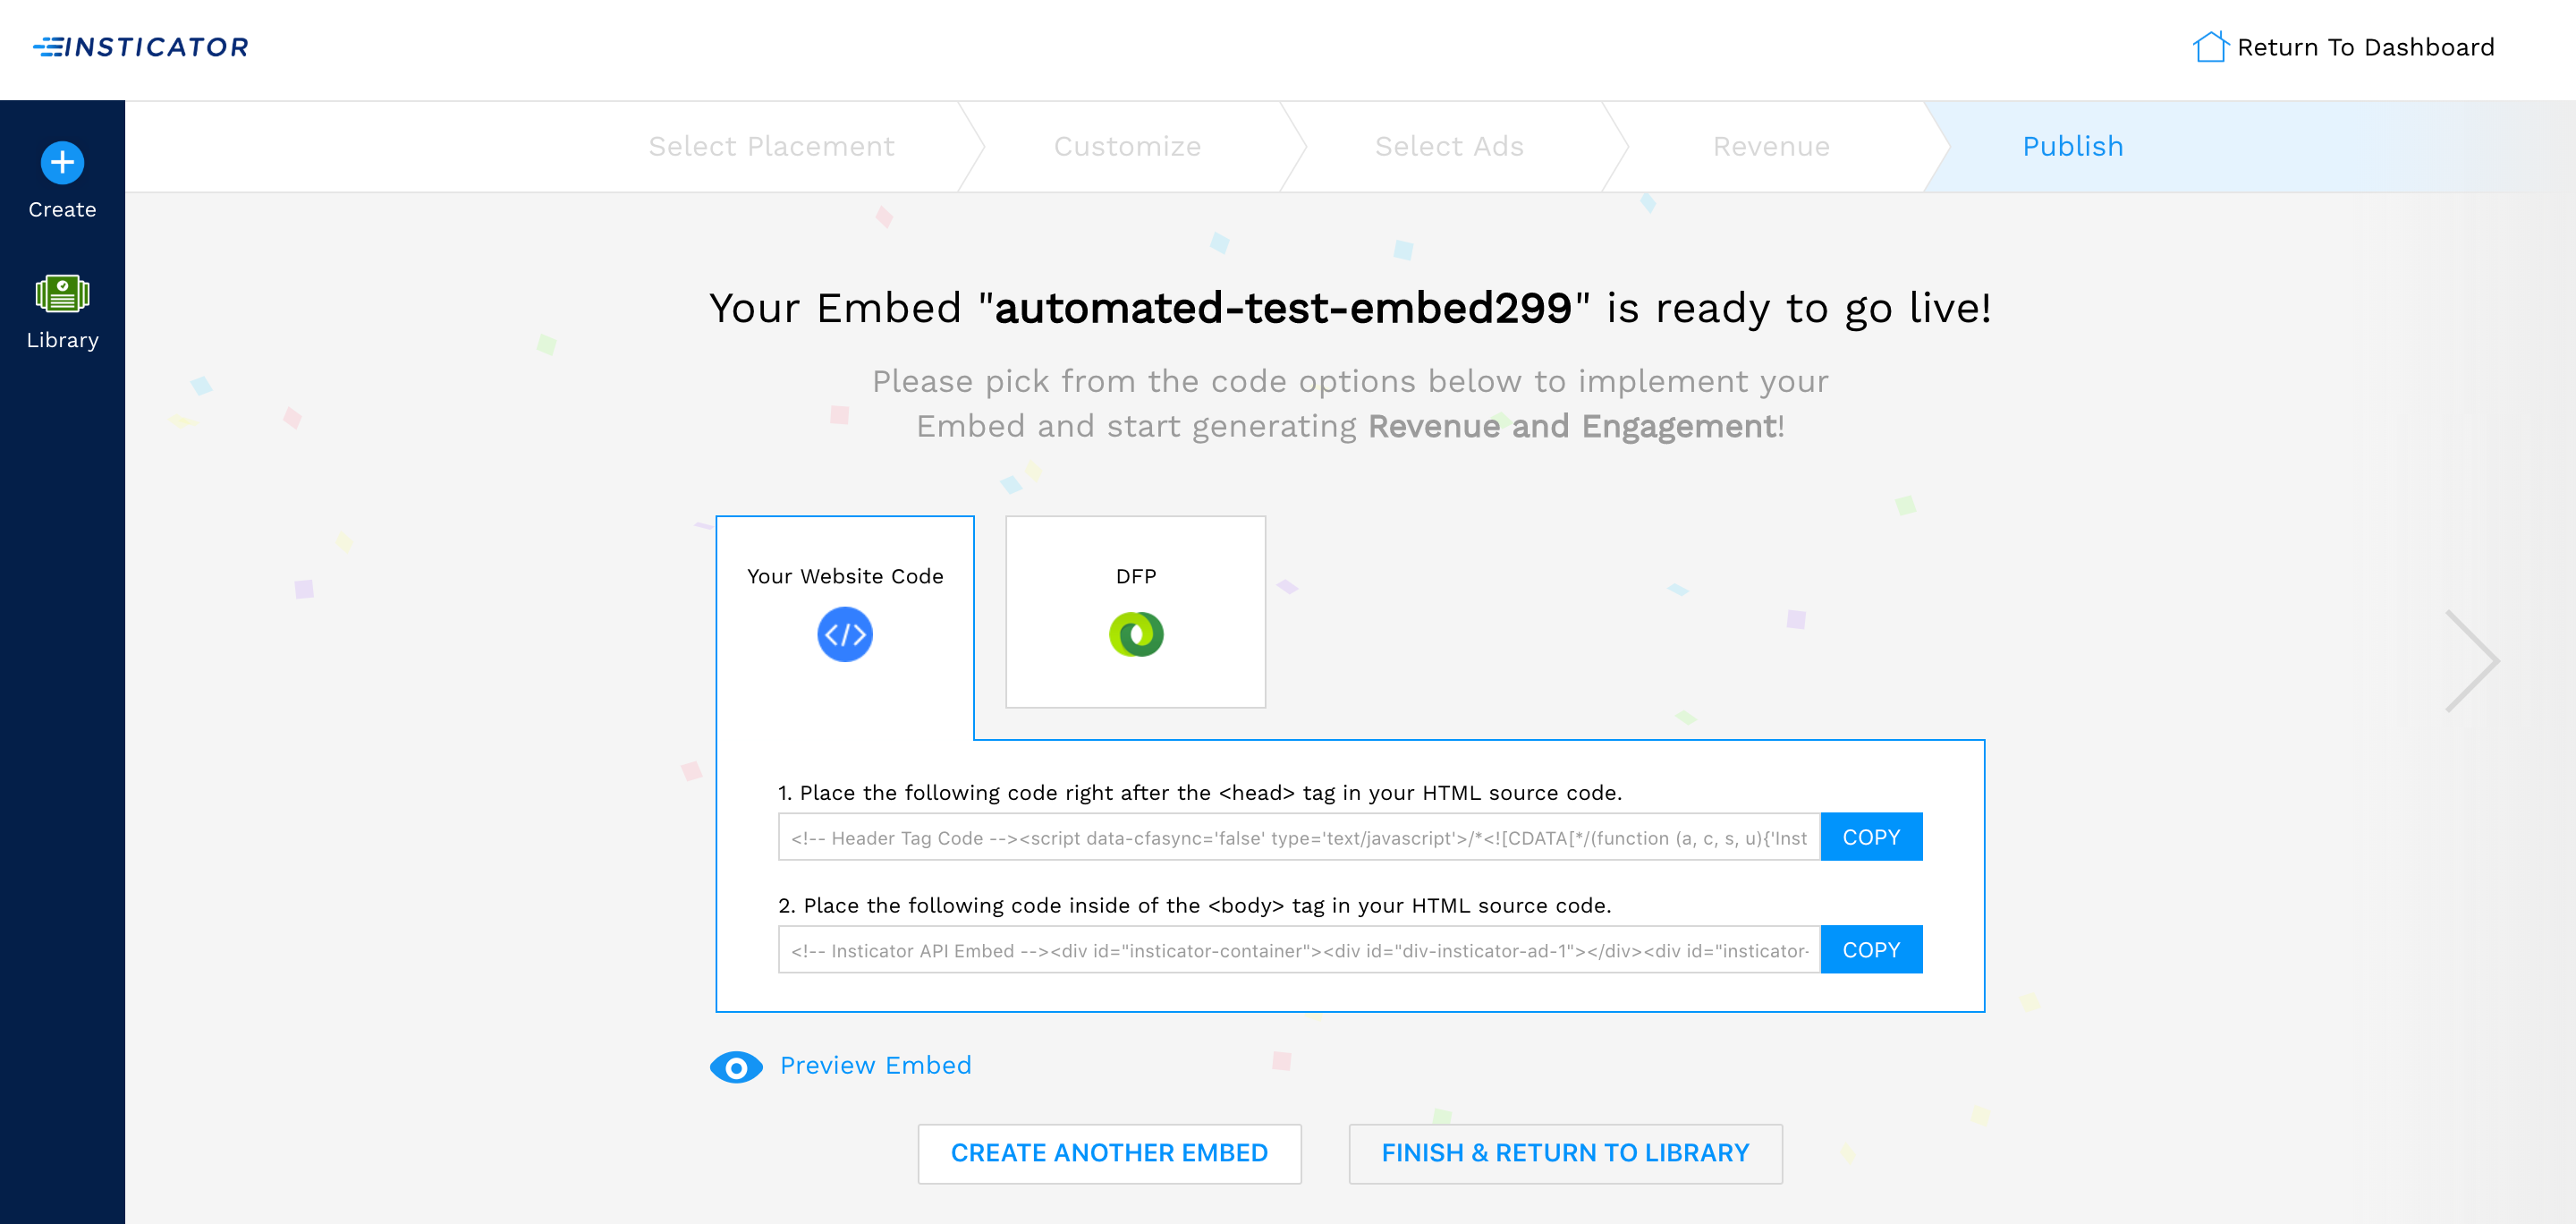 INSTICATOR
Return To Dashboard
Create
Library
Select Placement
Customize
Select Ads
Revenue
Publish
Your Embed "automated-test-embed299" is ready to go live!
Please pick from the code options below to implement your
Embed and start generating Revenue and Engagement!
Your Website Code
DFP
1. Place the following code right after the <head> tag in your HTML source code.
<!-- Header Tag Code --><script data-cfasync='false' type='text/javascript'>/*<![CDATA[*/(function (a, c, s, u){'Inst
COPY
2. Place the following code inside of the <body> tag in your HTML source code.
<!-- Insticator API Embed --><div id="insticator-container"><div id="div-insticator-ad-1"></div><div id="insticator-
COPY
Preview Embed
CREATE ANOTHER EMBED
FINISH & RETURN TO LIBRARY